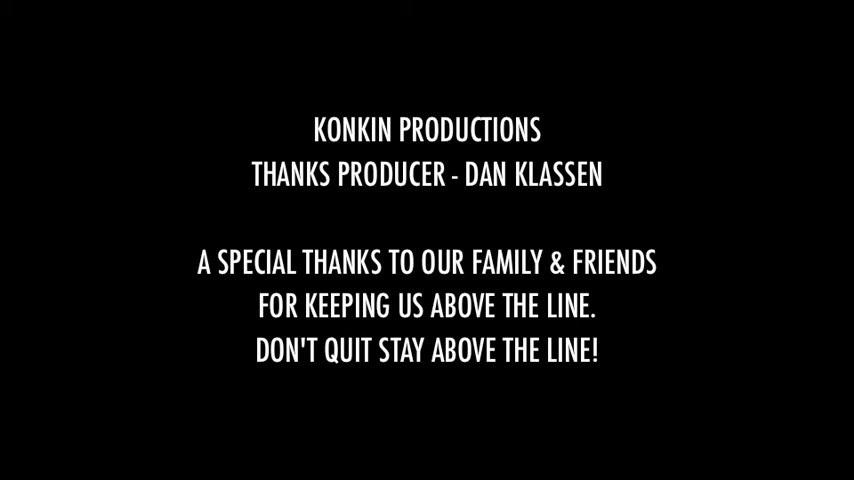 KONKIN PRODUCTIONS
THANKS PRODUCER - DAN KLASSEN
A SPECIAL THANKS TO OUR FAMILY & FRIENDS
FOR KEEPING US ABOVE THE LINE.
DON'T QUIT STAY ABOVE THE LINE!